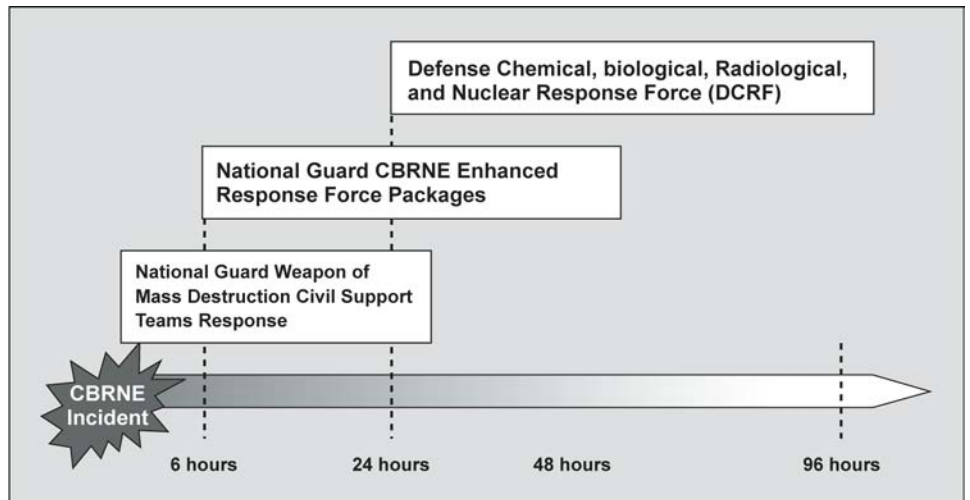 Defense Chemical, biological, Radiological,
and Nuclear Response Force (DCRF)
National Guard CBRNE Enhanced
Response Force Packages
National Guard Weapon of
Mass Destruction Civil Support
Teams Response
CBRNE
Incident
6 hours
24 hours
48 hours
96 hours